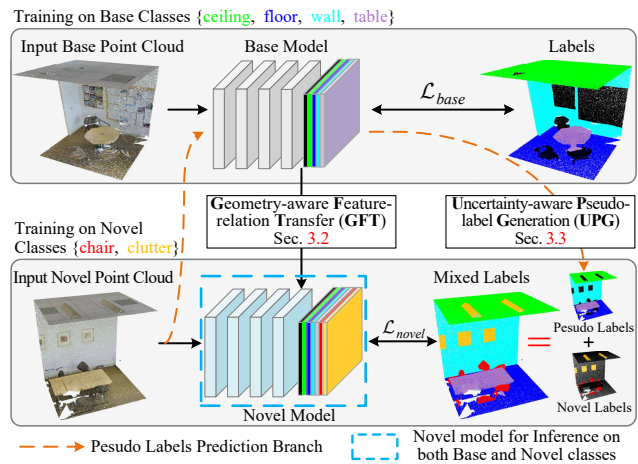 Training on Base Classes {ceiling, floor, wall, table}
Input Base Point Cloud
Base Model
Labels
ℒbase
Geometry-aware Feature-
relation Transfer (GFT)
Sec. 3.2
Uncertainty-aware Pseudo-
label Generation (UPG)
Sec. 3.3
Training on Novel
Classes {chair, clutter}
Input Novel Point Cloud
Mixed Labels
ℒnovel
=
Pesudo Labels
+
Novel Labels
Novel Model
Pesudo Labels Prediction Branch
Novel model for Inference on
both Base and Novel classes